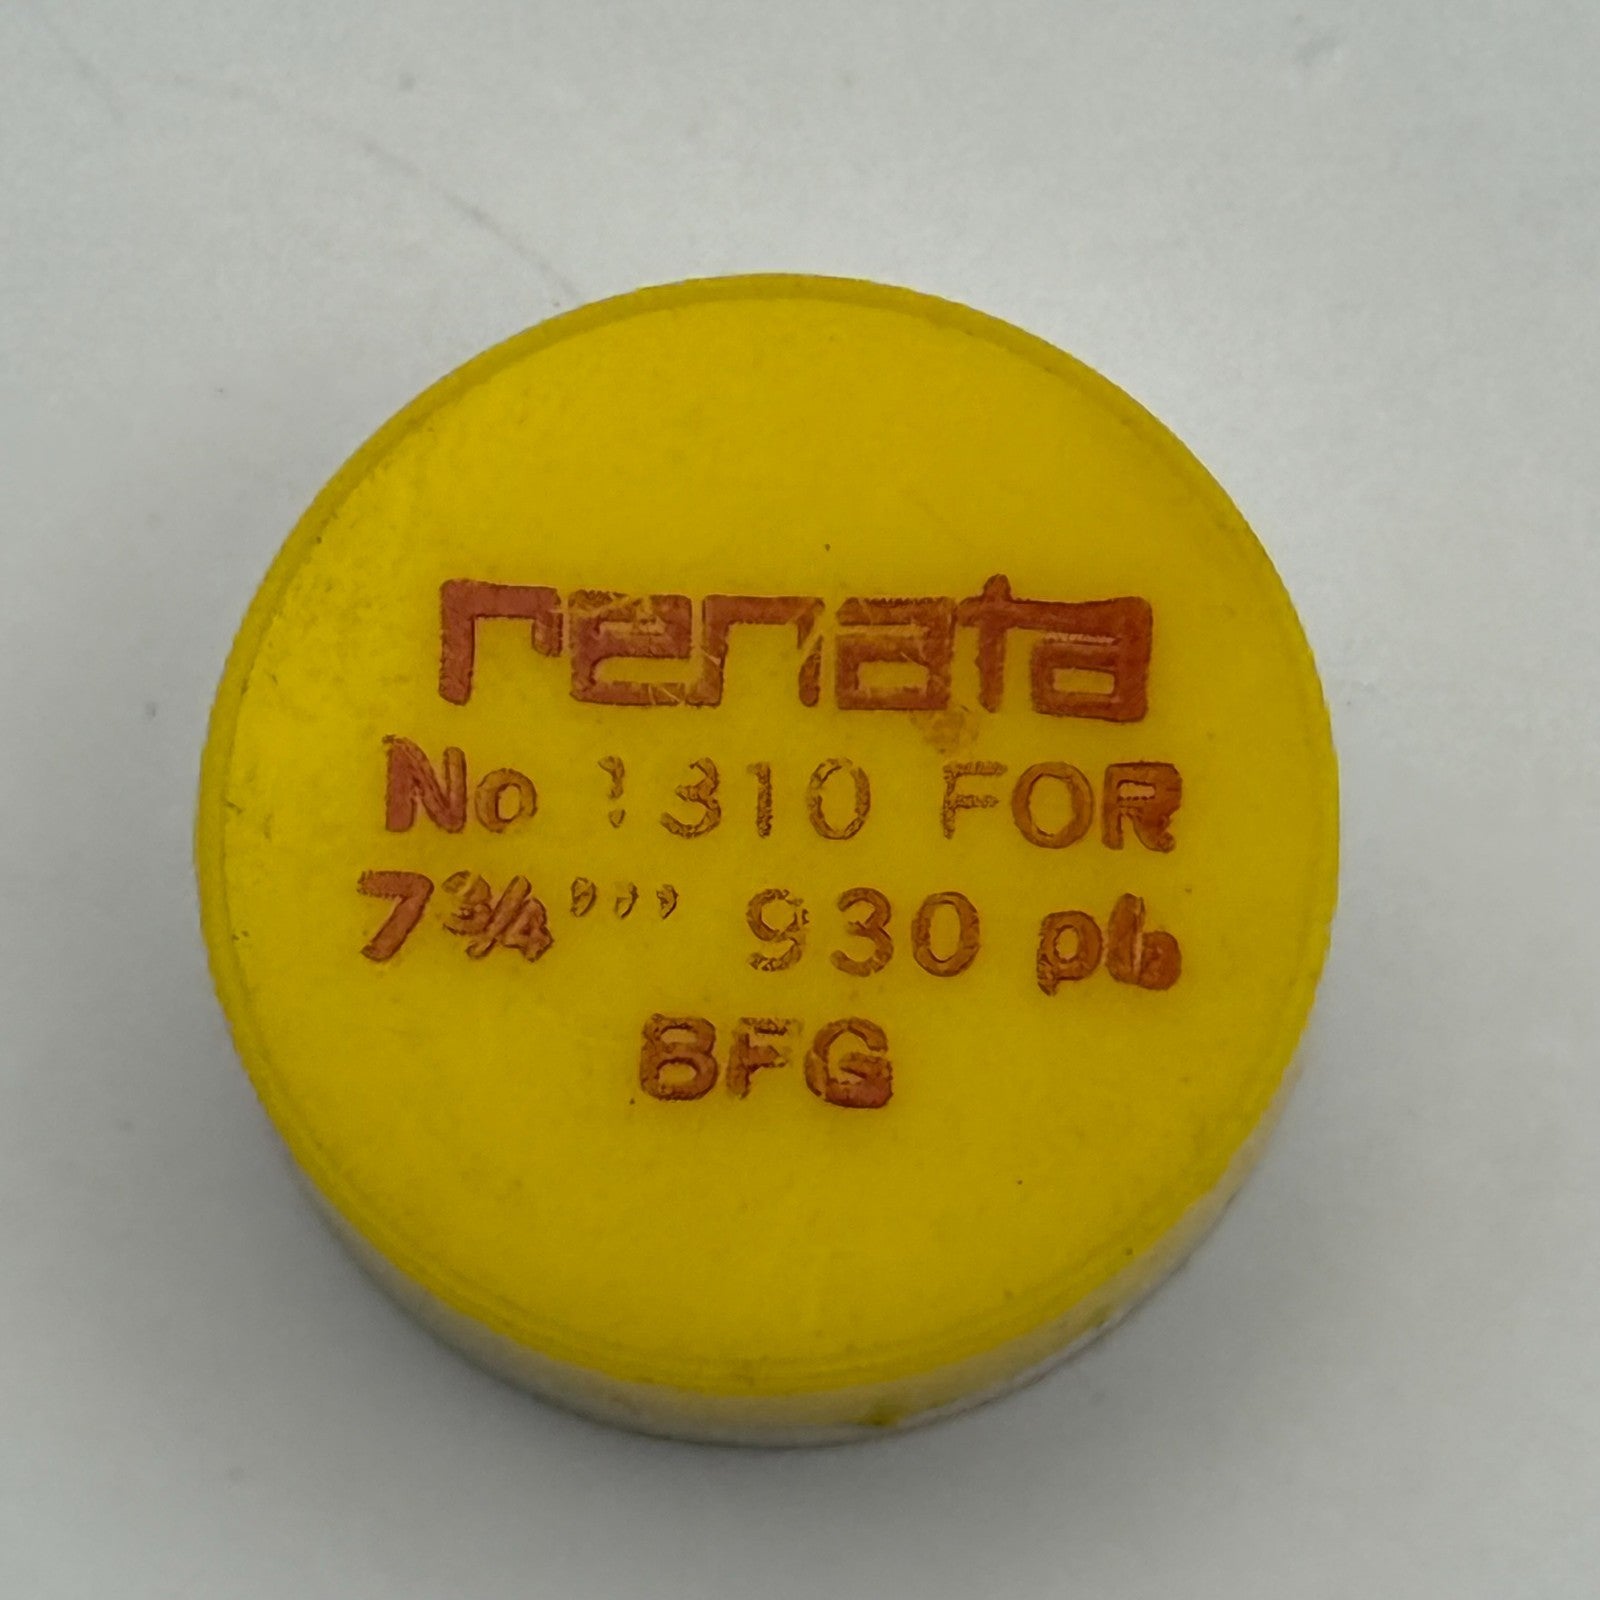 renata
No 1310 FOR
7¾''' 930 pb
BFG